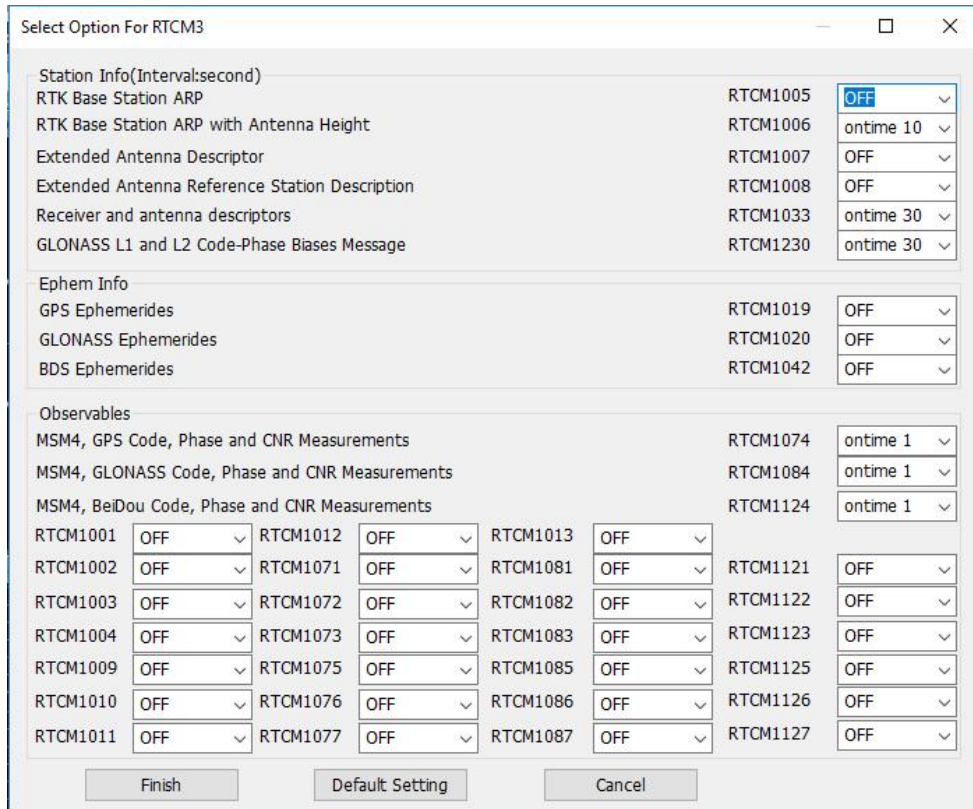 Select Option For RTCM3
Station Info(Interval:second)
RTK Base Station ARP RTCM1005 OFF
RTK Base Station ARP with Antenna Height RTCM1006 ontime 10
Extended Antenna Descriptor RTCM1007 OFF
Extended Antenna Reference Station Description RTCM1008 OFF
Receiver and antenna descriptors RTCM1033 ontime 30
GLONASS L1 and L2 Code-Phase Biases Message RTCM1230 ontime 30
Ephem Info
GPS Ephemerides RTCM1019 OFF
GLONASS Ephemerides RTCM1020 OFF
BDS Ephemerides RTCM1042 OFF
Observables
MSM4, GPS Code, Phase and CNR Measurements RTCM1074 ontime 1
MSM4, GLONASS Code, Phase and CNR Measurements RTCM1084 ontime 1
MSM4, BeiDou Code, Phase and CNR Measurements RTCM1124 ontime 1
RTCM1001 OFF RTCM1012 OFF RTCM1013 OFF
RTCM1002 OFF RTCM1071 OFF RTCM1081 OFF RTCM1121 OFF
RTCM1003 OFF RTCM1072 OFF RTCM1082 OFF RTCM1122 OFF
RTCM1004 OFF RTCM1073 OFF RTCM1083 OFF RTCM1123 OFF
RTCM1009 OFF RTCM1075 OFF RTCM1085 OFF RTCM1125 OFF
RTCM1010 OFF RTCM1076 OFF RTCM1086 OFF RTCM1126 OFF
RTCM1011 OFF RTCM1077 OFF RTCM1087 OFF RTCM1127 OFF
Finish Default Setting Cancel